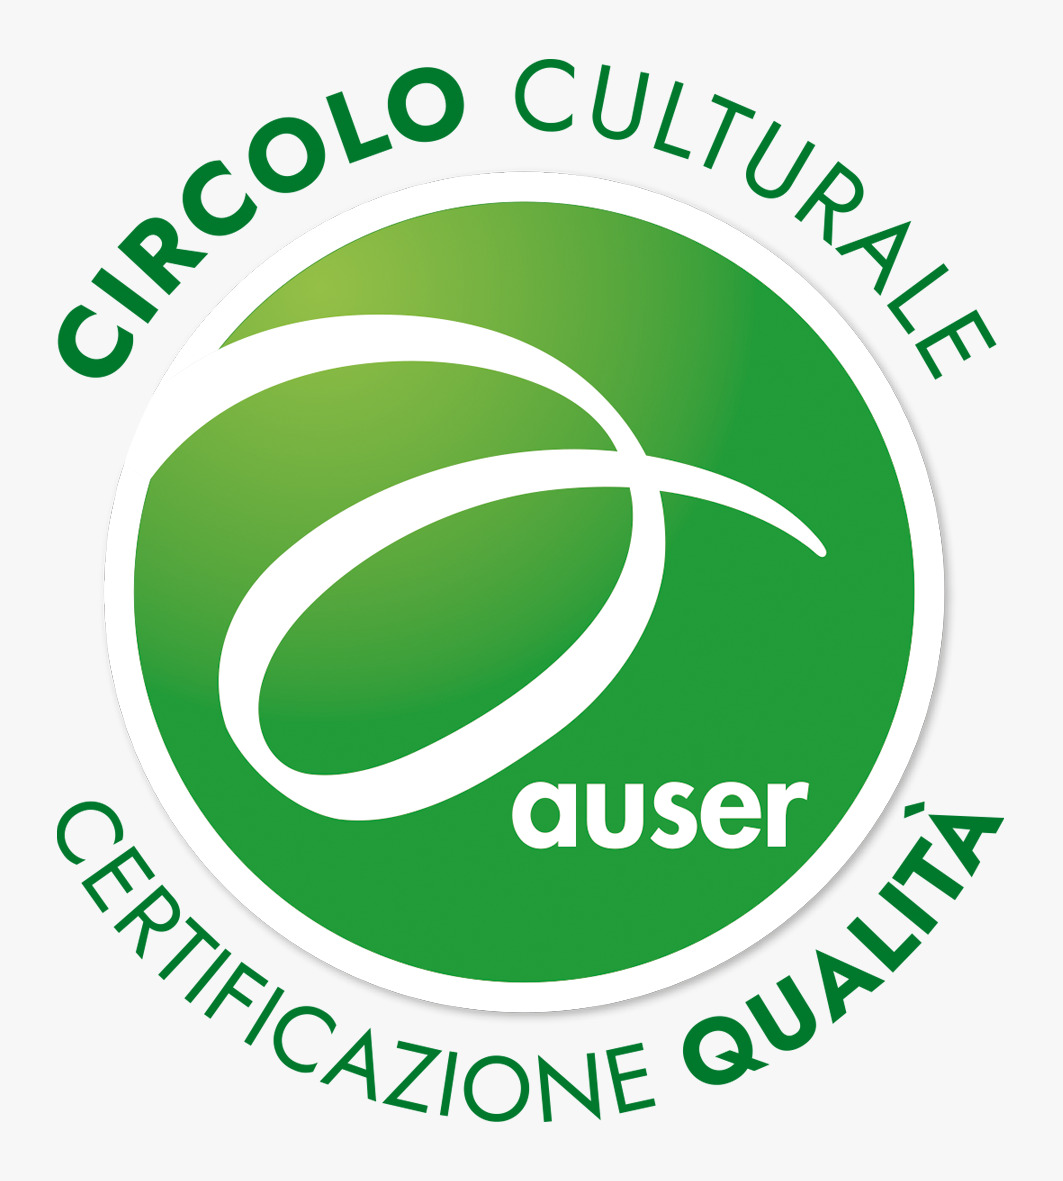 CIRCOLO CULTURALE
auser
CERTIFICAZIONE QUALITÀ